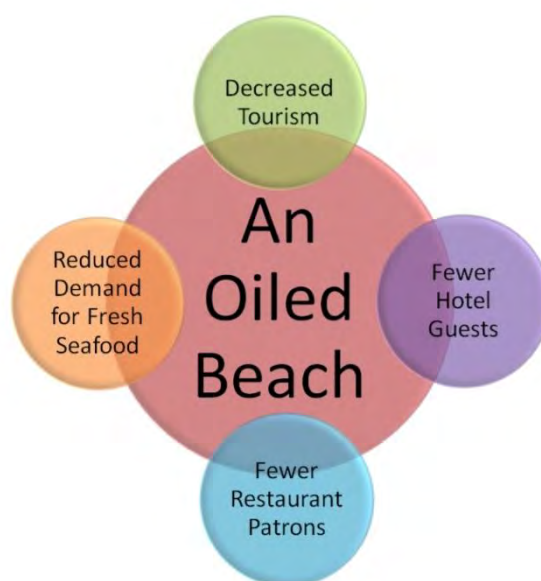 Decreased
Tourism
An
Oiled
Beach
Reduced
Demand
for Fresh
Seafood
Fewer
Hotel
Guests
Fewer
Restaurant
Patrons